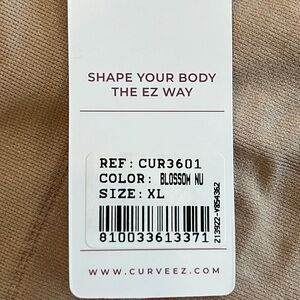 SHAPE YOUR BODY
THE EZ WAY
REF: CUR3601
COLOR: BLOSSOM NU
SIZE: XL
810033613371
213922-V854362
WWW.CURVEEZ.COM